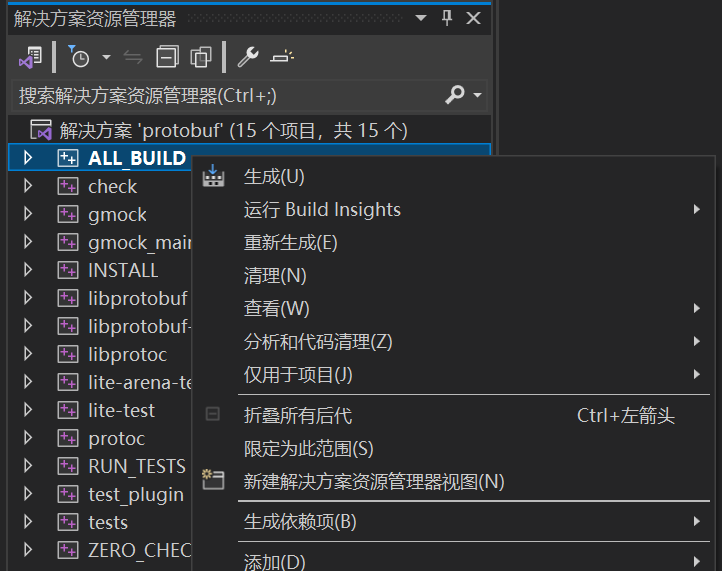 解决方案资源管理器
搜索解决方案资源管理器(Ctrl+;)
解决方案 'protobuf' (15 个项目，共 15 个)
ALL_BUILD
check
gmock
gmock_main
INSTALL
libprotobuf
libprotobuf-
libprotoc
lite-arena-te
lite-test
protoc
RUN_TESTS
test_plugin
tests
ZERO_CHEC
生成(U)
运行 Build Insights
重新生成(E)
清理(N)
查看(W)
分析和代码清理(Z)
仅用于项目(J)
折叠所有后代 Ctrl+左箭头
限定为此范围(S)
新建解决方案资源管理器视图(N)
生成依赖项(B)
添加(D)